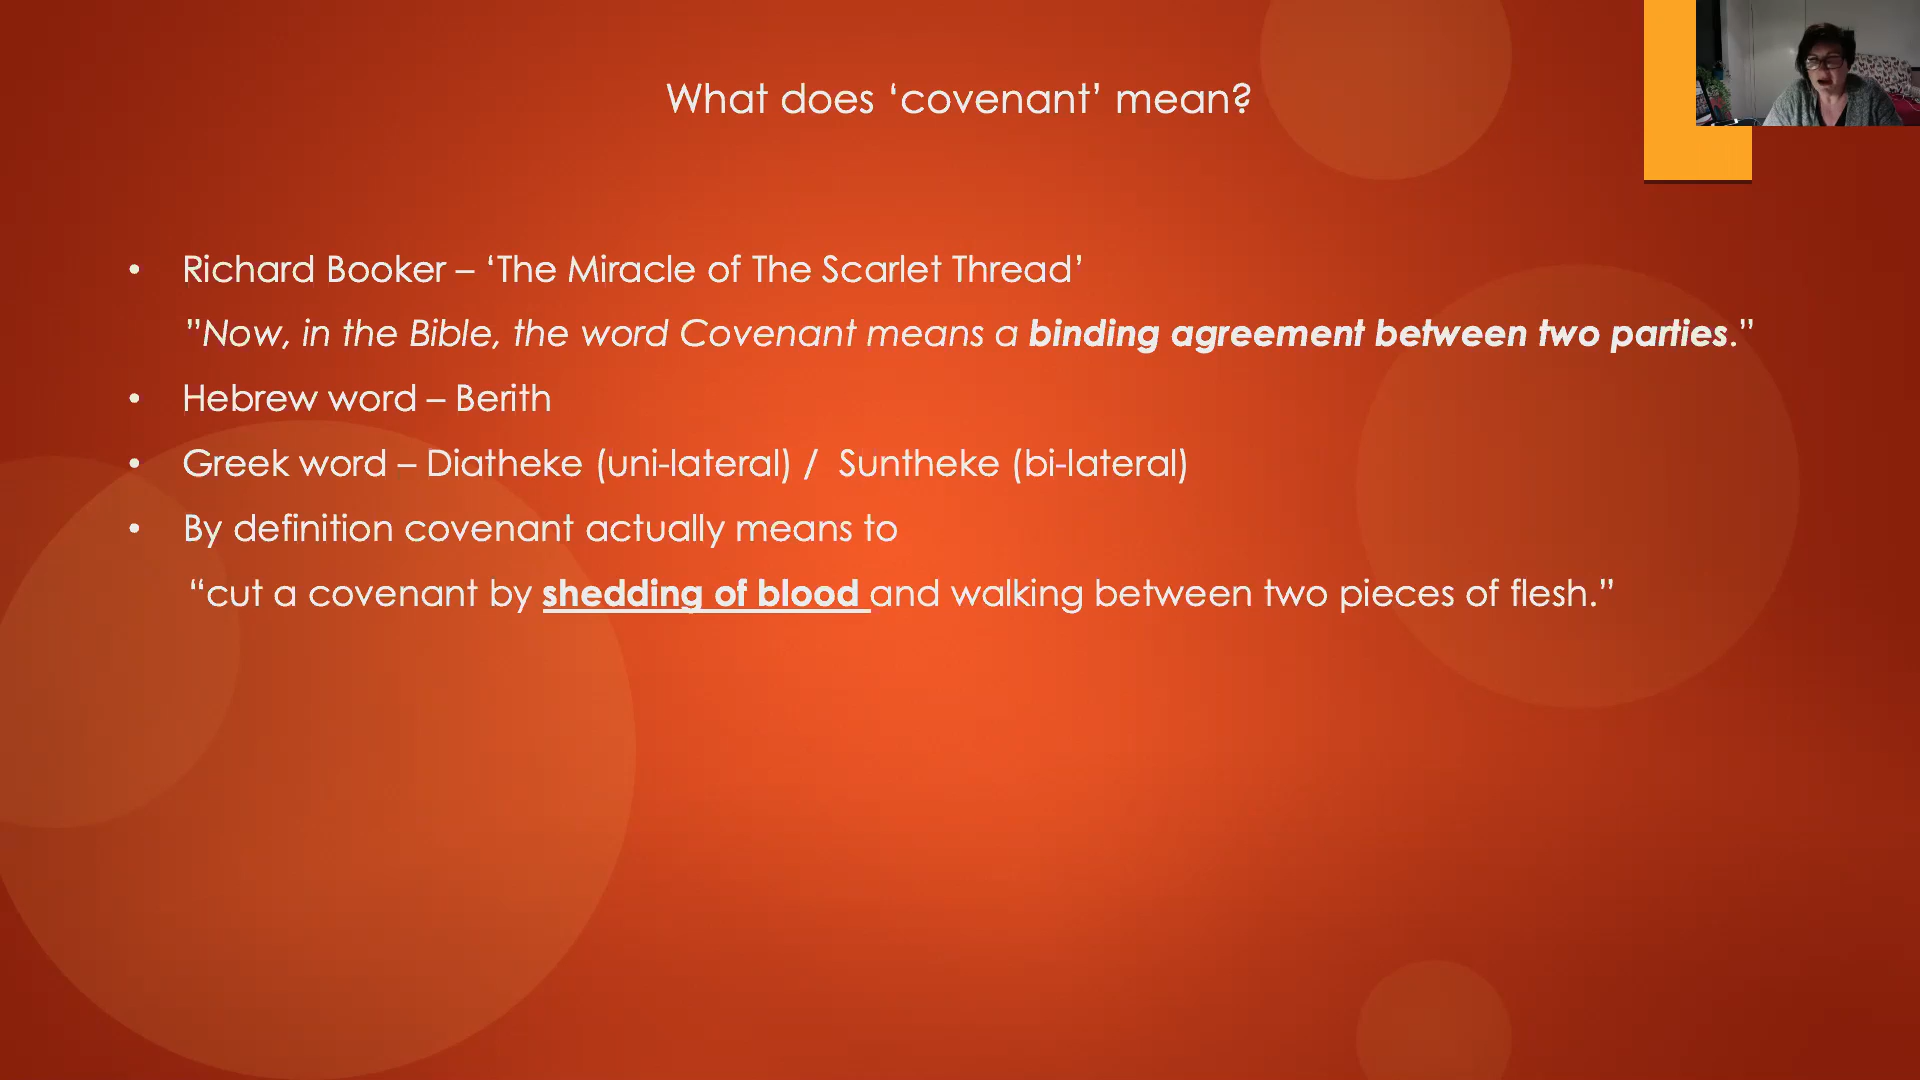 What does ‘covenant’ mean?
• Richard Booker – ‘The Miracle of The Scarlet Thread’
”Now, in the Bible, the word Covenant means a binding agreement between two parties.”
• Hebrew word – Berith
• Greek word – Diatheke (uni-lateral) / Suntheke (bi-lateral)
• By definition covenant actually means to
“cut a covenant by shedding of blood and walking between two pieces of flesh.”